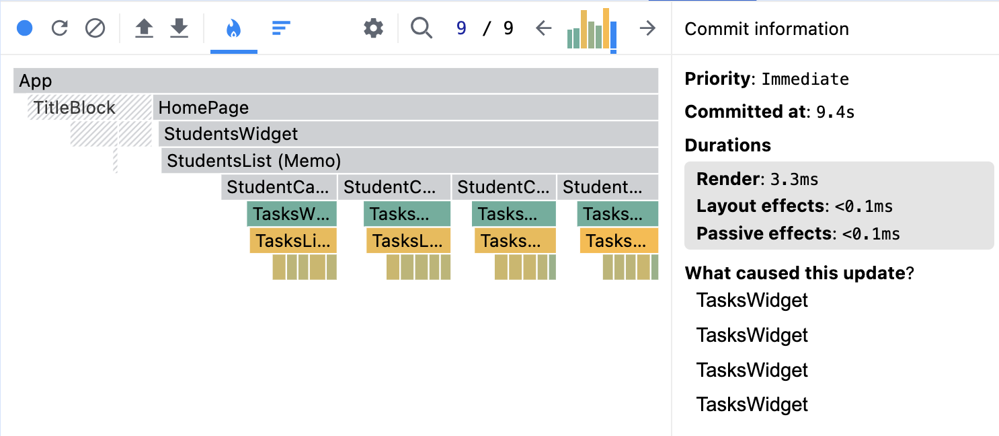 9 / 9
Commit information
App
TitleBlock HomePage
StudentsWidget
StudentsList (Memo)
StudentCa... StudentC... StudentC... Student...
TasksW... Tasks... Tasks... Tasks...
TasksLi... TasksL... Tasks... Tasks...
Priority: Immediate
Committed at: 9.4s
Durations
Render: 3.3ms
Layout effects: <0.1ms
Passive effects: <0.1ms
What caused this update?
TasksWidget
TasksWidget
TasksWidget
TasksWidget